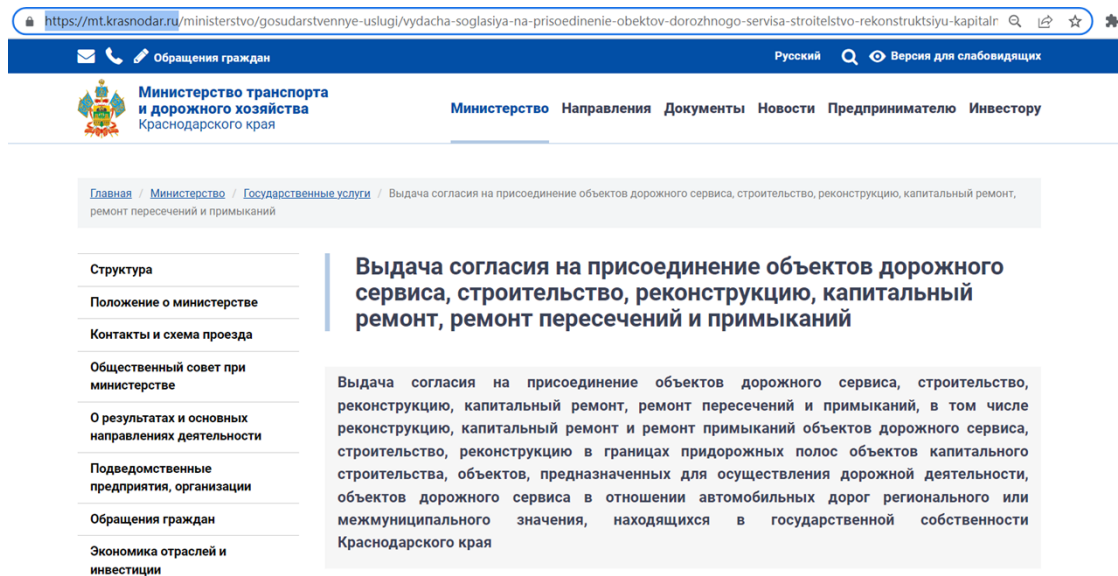 https://mt.krasnodar.ru/ministerstvo/gosudarstvennye-uslugi/vydacha-soglasiya-na-prisoedinenie-obektov-dorozhnogo-servisa-stroitelstvo-rekonstruktsiyu-kapitaln
Обращения граждан
Русский
Версия для слабовидящих
Министерство транспорта
и дорожного хозяйства
Краснодарского края
Министерство Направления Документы Новости Предпринимателю Инвестору
Главная / Министерство / Государственные услуги / Выдача согласия на присоединение объектов дорожного сервиса, строительство, реконструкцию, капитальный ремонт,
ремонт пересечений и примыканий
Структура
Положение о министерстве
Контакты и схема проезда
Общественный совет при
министерстве
О результатах и основных
направлениях деятельности
Подведомственные
предприятия, организации
Обращения граждан
Экономика отраслей и
инвестиции
Выдача согласия на присоединение объектов дорожного
сервиса, строительство, реконструкцию, капитальный
ремонт, ремонт пересечений и примыканий
Выдача согласия на присоединение объектов дорожного сервиса, строительство,
реконструкцию, капитальный ремонт, ремонт пересечений и примыканий, в том числе
реконструкцию, капитальный ремонт и ремонт примыканий объектов дорожного сервиса,
строительство, реконструкцию в границах придорожных полос объектов капитального
строительства, объектов, предназначенных для осуществления дорожной деятельности,
объектов дорожного сервиса в отношении автомобильных дорог регионального или
межмуниципального значения, находящихся в государственной собственности
Краснодарского края